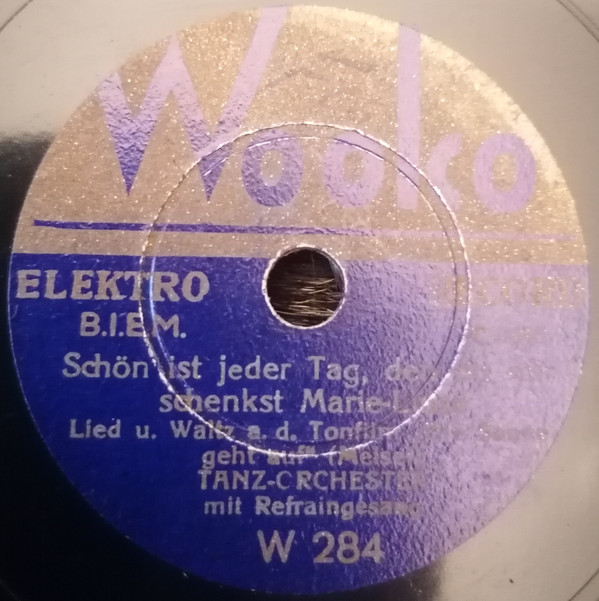 Wooko
ELEKTRO
B.I.E.M.
Schön ist jeder Tag, den
schenkst Marie-
Lied u. Waltz a. d. Tonfilm
geht auf" (Meisel)
TANZ-ORCHESTER
mit Refraingesang
W 284